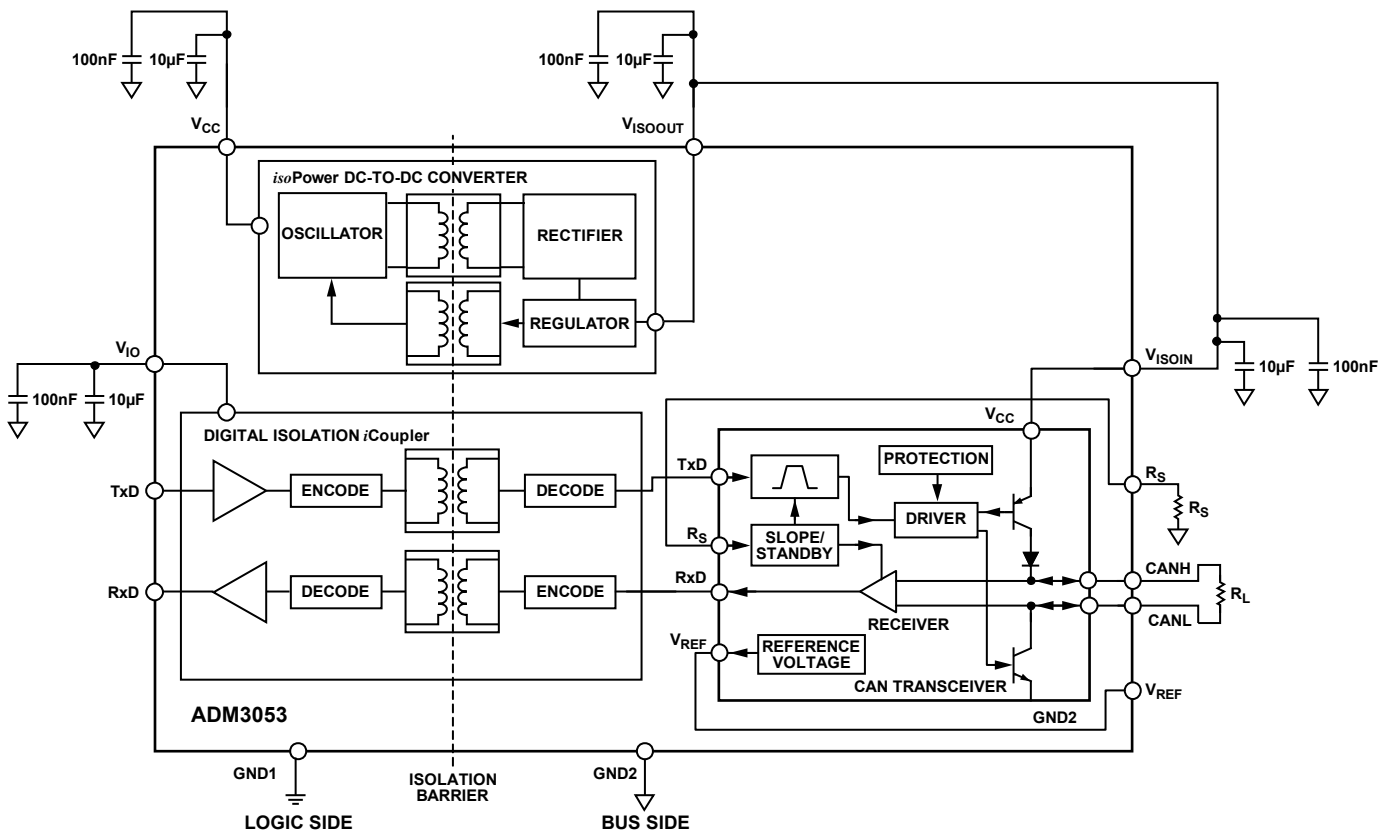 100nF
10µF
100nF
10µF
VCC
VISOOUT
isoPower DC-TO-DC CONVERTER
OSCILLATOR
RECTIFIER
REGULATOR
VIO
100nF
10µF
VISOIN
10µF
100nF
DIGITAL ISOLATION iCoupler
VCC
TxD
ENCODE
DECODE
TxD
PROTECTION
DRIVER
RS
RS
RS
SLOPE/
STANDBY
RxD
DECODE
ENCODE
RxD
RECEIVER
CANH
RL
CANL
VREF
REFERENCE
VOLTAGE
CAN TRANSCEIVER
VREF
GND2
ADM3053
GND1
ISOLATION
BARRIER
GND2
LOGIC SIDE
BUS SIDE